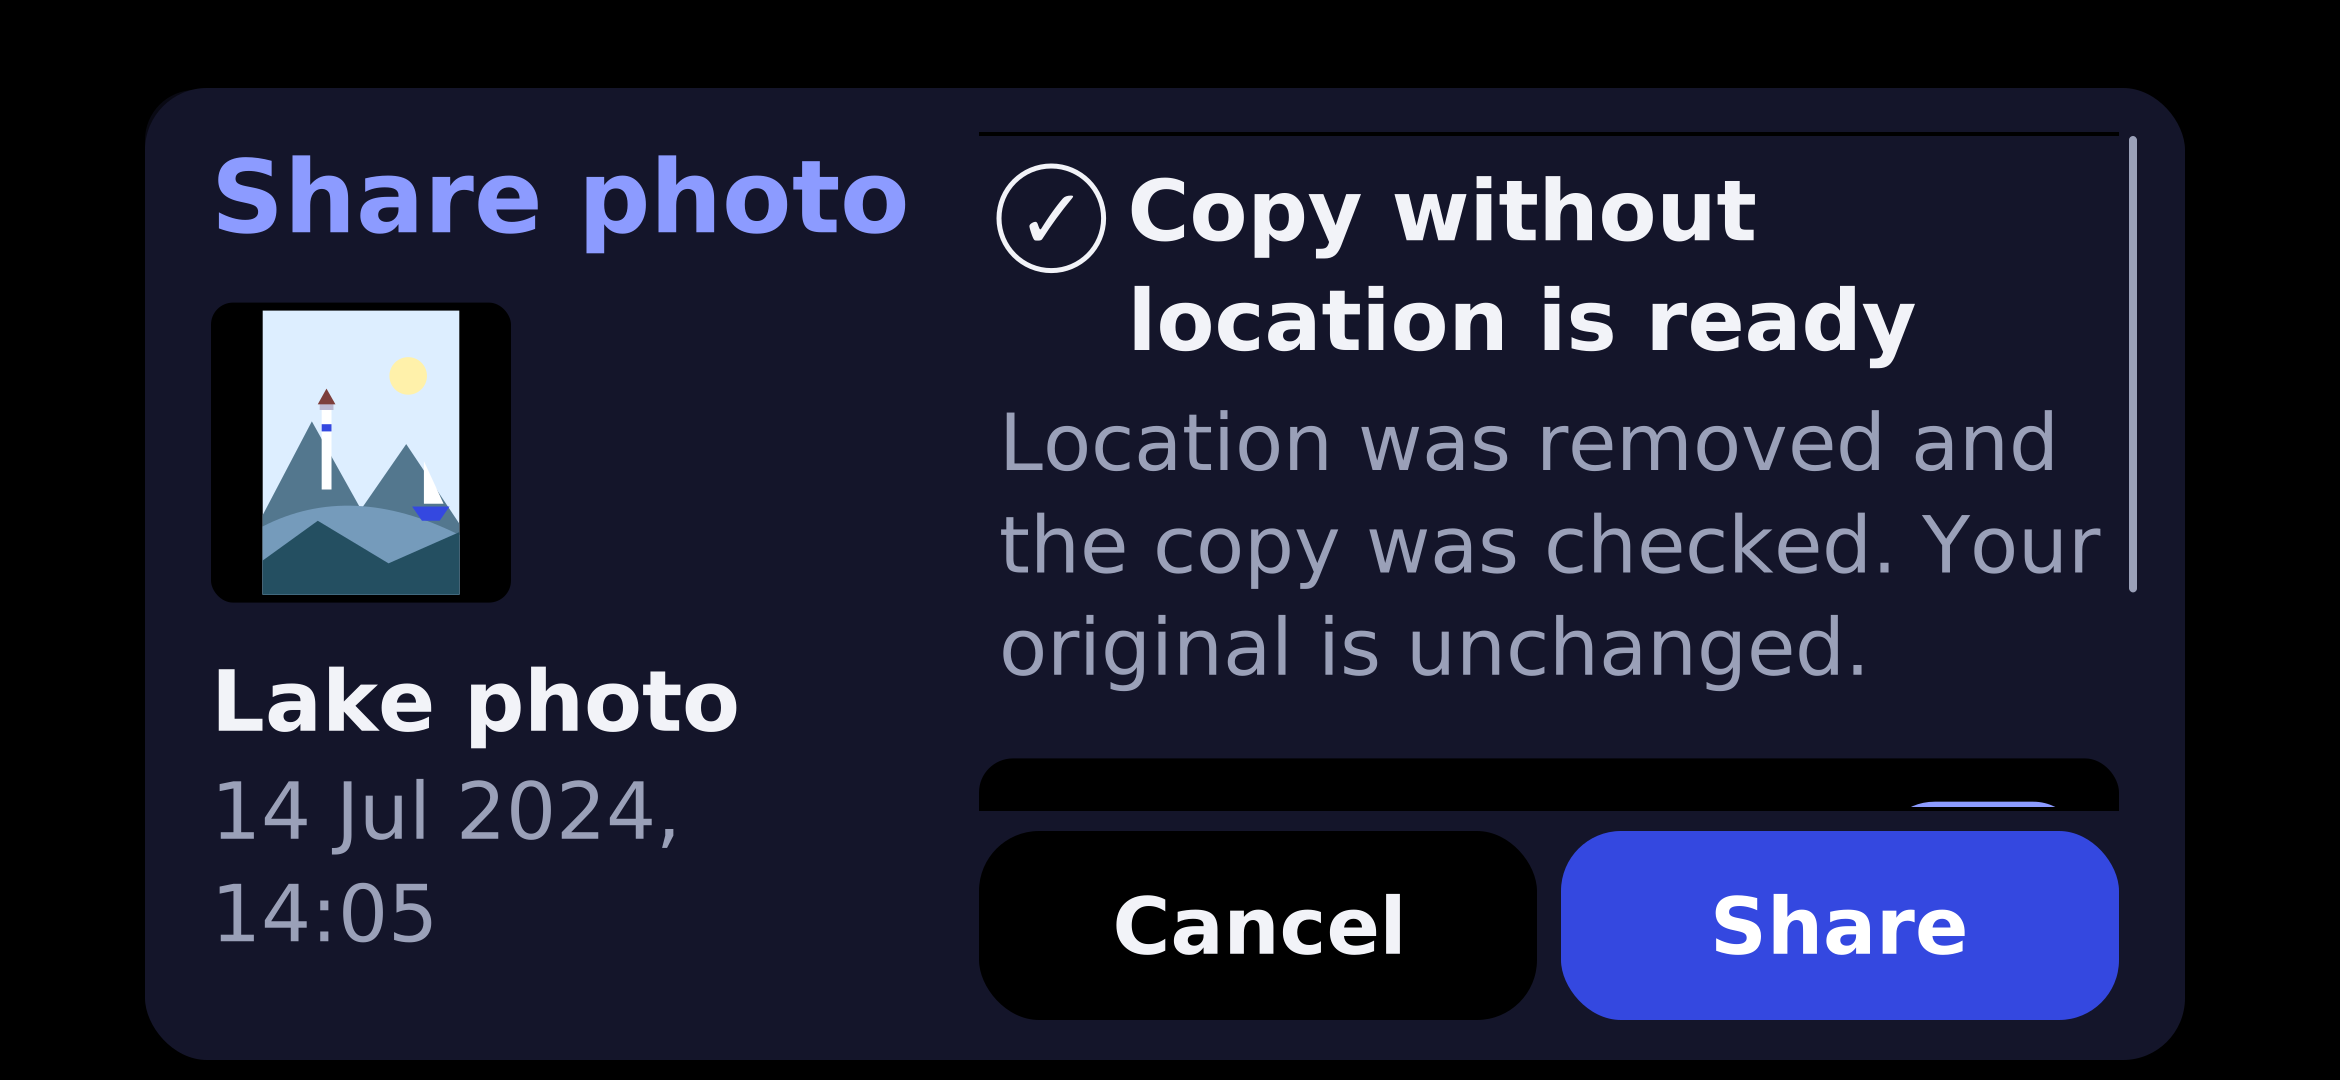 Share photo
Lake photo
14 Jul 2024,
14:05
✓ Copy without
location is ready
Location was removed and
the copy was checked. Your
original is unchanged.
Cancel
Share